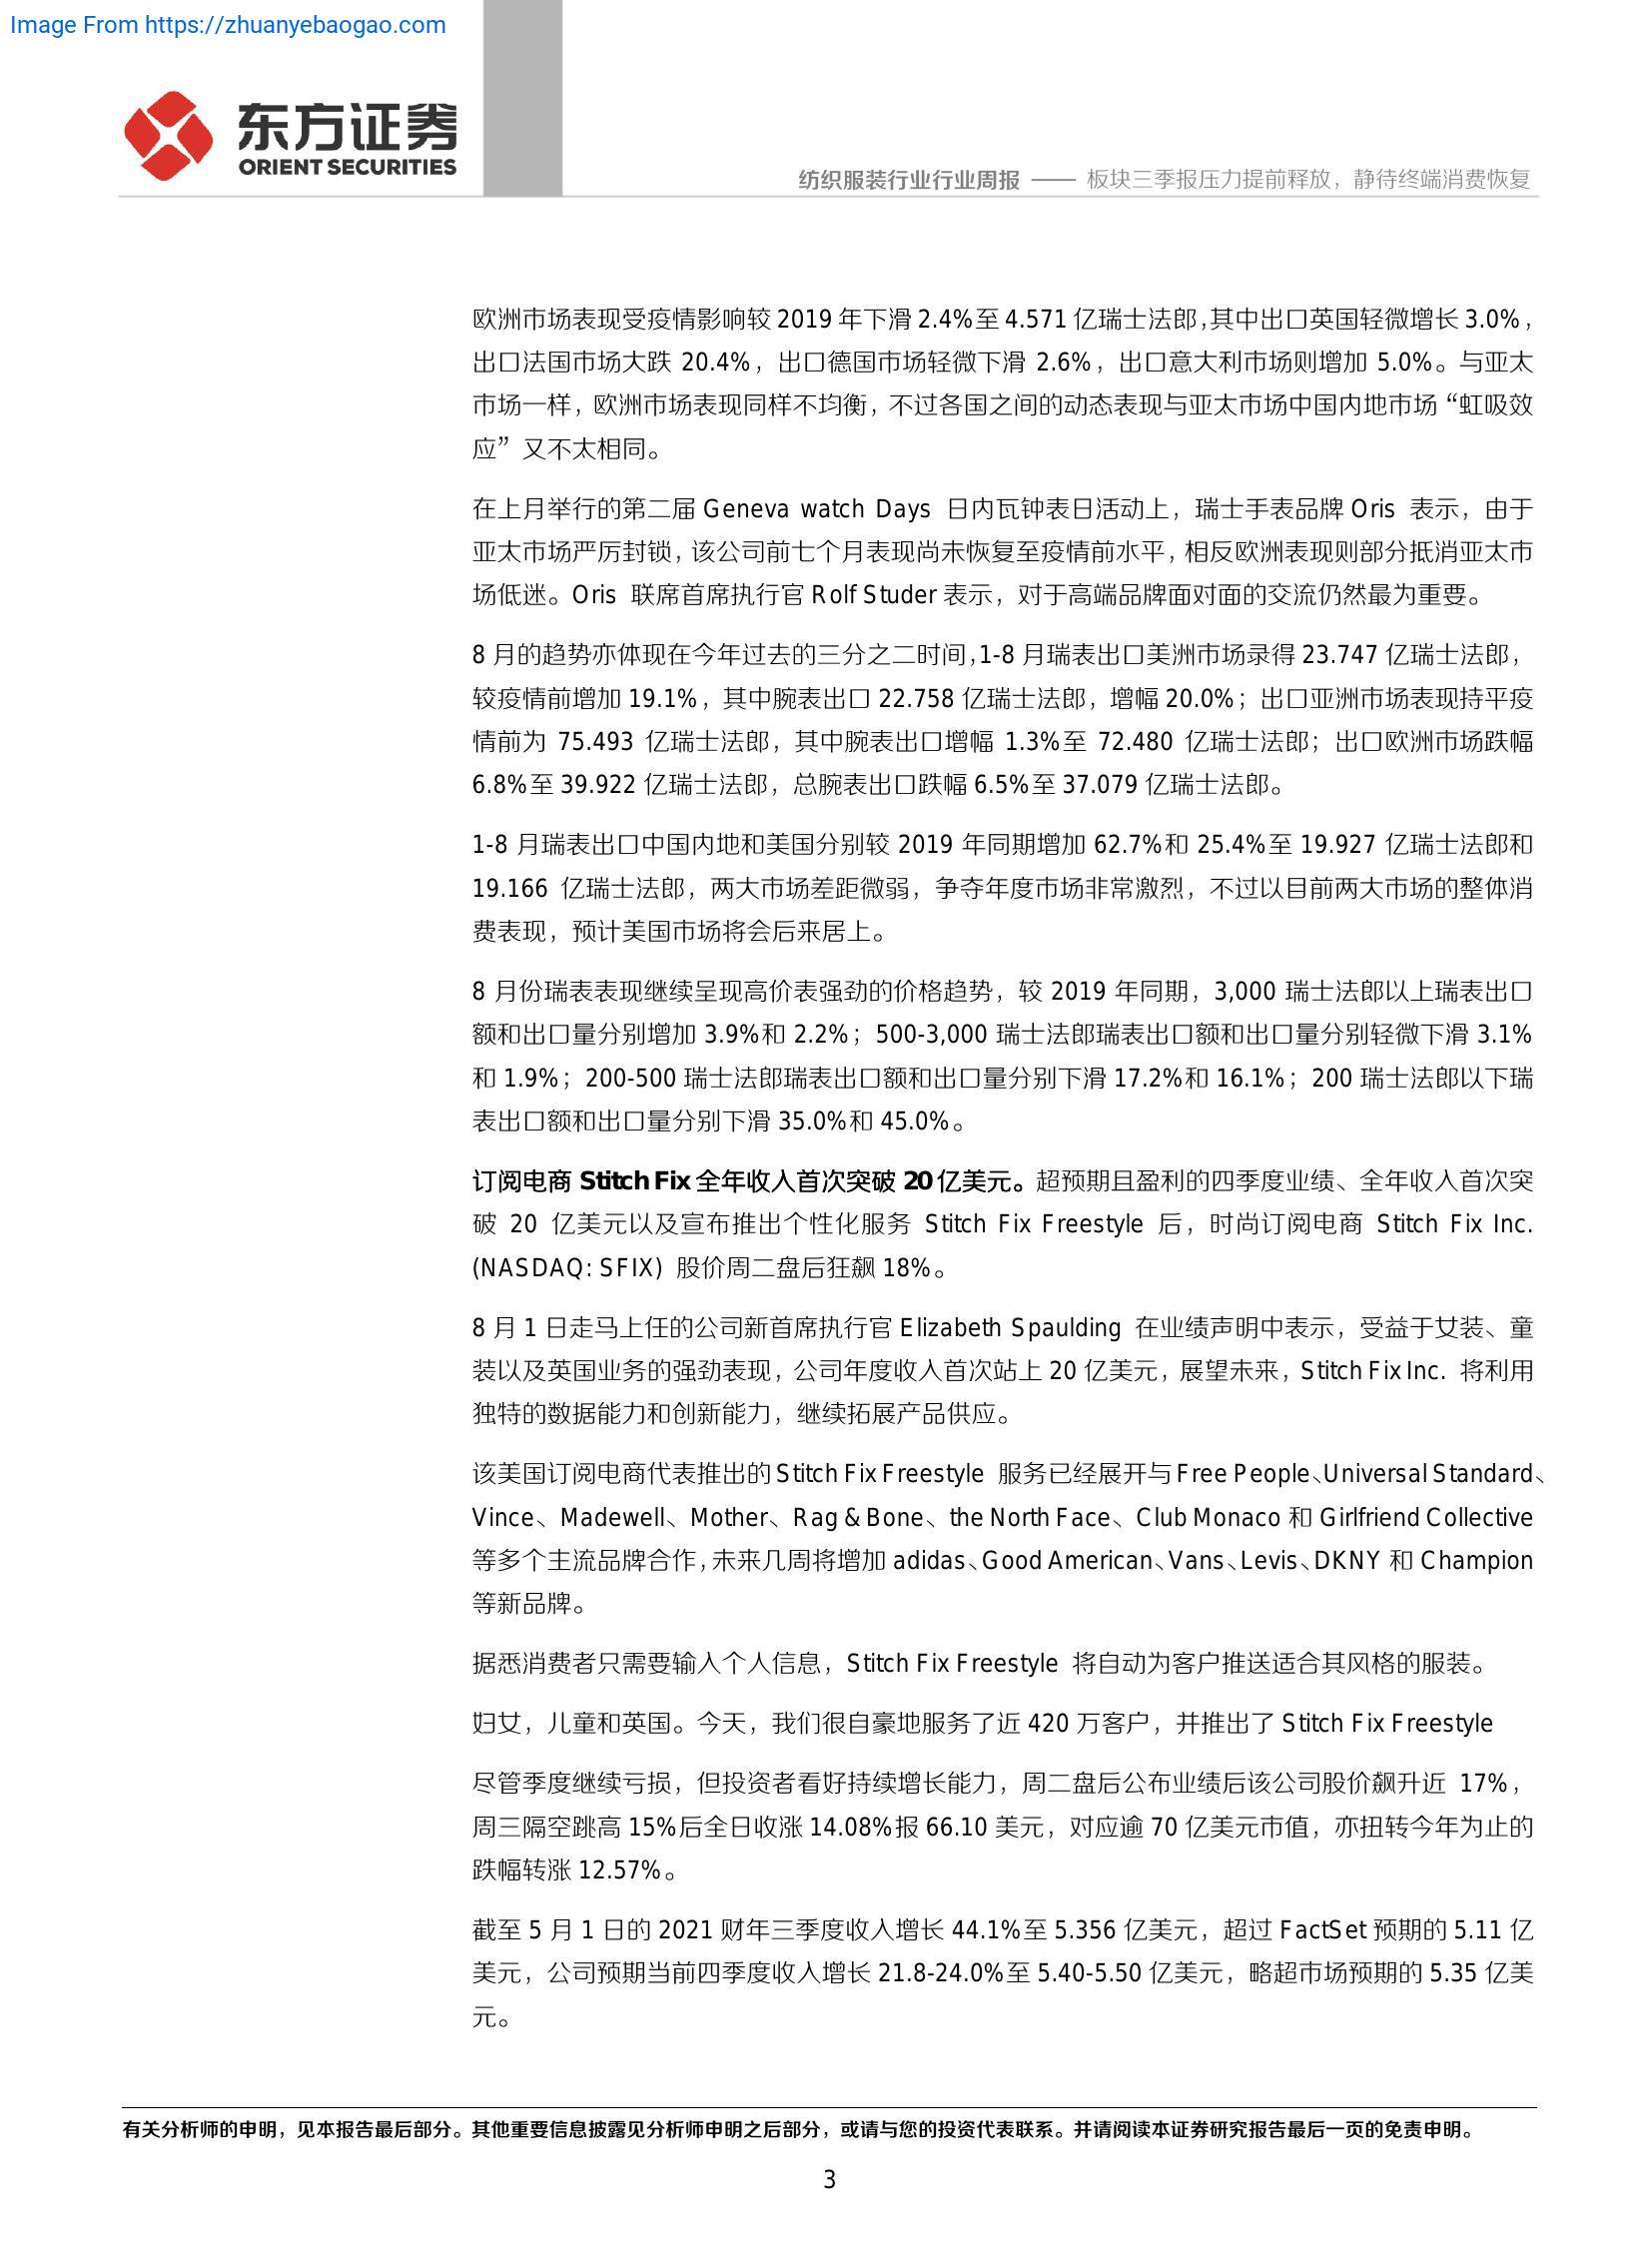 Image From https://zhuanyebaogao.com
东方证券
ORIENT SECURITIES
纺织服装行业行业周报 —— 板块三季报压力提前释放，静待终端消费恢复
欧洲市场表现受疫情影响较 2019 年下滑 2.4%至 4.571 亿瑞士法郎，其中出口英国轻微增长 3.0%，
出口法国市场大跌 20.4%，出口德国市场轻微下滑 2.6%，出口意大利市场则增加 5.0%。与亚太
市场一样，欧洲市场表现同样不均衡，不过各国之间的动态表现与亚太市场中国内地市场“虹吸效
应”又不太相同。
在上月举行的第二届 Geneva watch Days 日内瓦钟表日活动上，瑞士手表品牌 Oris 表示，由于
亚太市场严厉封锁，该公司前七个月表现尚未恢复至疫情前水平，相反欧洲表现则部分抵消亚太市
场低迷。Oris 联席首席执行官 Rolf Studer 表示，对于高端品牌面对面的交流仍然最为重要。
8 月的趋势亦体现在今年过去的三分之二时间，1-8 月瑞表出口美洲市场录得 23.747 亿瑞士法郎，
较疫情前增加 19.1%，其中腕表出口 22.758 亿瑞士法郎，增幅 20.0%；出口亚洲市场表现持平疫
情前为 75.493 亿瑞士法郎，其中腕表出口增幅 1.3%至 72.480 亿瑞士法郎；出口欧洲市场跌幅
6.8%至 39.922 亿瑞士法郎，总腕表出口跌幅 6.5%至 37.079 亿瑞士法郎。
1-8 月瑞表出口中国内地和美国分别较 2019 年同期增加 62.7%和 25.4%至 19.927 亿瑞士法郎和
19.166 亿瑞士法郎，两大市场差距微弱，争夺年度市场非常激烈，不过以目前两大市场的整体消
费表现，预计美国市场将会后来居上。
8 月份瑞表表现继续呈现高价表强劲的价格趋势，较 2019 年同期，3,000 瑞士法郎以上瑞表出口
额和出口量分别增加 3.9%和 2.2%；500-3,000 瑞士法郎瑞表出口额和出口量分别轻微下滑 3.1%
和 1.9%；200-500 瑞士法郎瑞表出口额和出口量分别下滑 17.2%和 16.1%；200 瑞士法郎以下瑞
表出口额和出口量分别下滑 35.0%和 45.0%。
订阅电商 Stitch Fix 全年收入首次突破 20 亿美元。超预期且盈利的四季度业绩、全年收入首次突
破 20 亿美元以及宣布推出个性化服务 Stitch Fix Freestyle 后，时尚订阅电商 Stitch Fix Inc.
(NASDAQ: SFIX) 股价周二盘后狂飙 18%。
8 月 1 日走马上任的公司新首席执行官 Elizabeth Spaulding 在业绩声明中表示，受益于女装、童
装以及英国业务的强劲表现，公司年度收入首次站上 20 亿美元，展望未来，Stitch Fix Inc. 将利用
独特的数据能力和创新能力，继续拓展产品供应。
该美国订阅电商代表推出的 Stitch Fix Freestyle 服务已经展开与 Free People、Universal Standard、
Vince、Madewell、Mother、Rag & Bone、the North Face、Club Monaco 和 Girlfriend Collective
等多个主流品牌合作，未来几周将增加 adidas、Good American、Vans、Levis、DKNY 和 Champion
等新品牌。
据悉消费者只需要输入个人信息，Stitch Fix Freestyle 将自动为客户推送适合其风格的服装。
妇女，儿童和英国。今天，我们很自豪地服务了近 420 万客户，并推出了 Stitch Fix Freestyle
尽管季度继续亏损，但投资者看好持续增长能力，周二盘后公布业绩后该公司股价飙升近 17%，
周三隔空跳高 15%后全日收涨 14.08%报 66.10 美元，对应逾 70 亿美元市值，亦扭转今年为止的
跌幅转涨 12.57%。
截至 5 月 1 日的 2021 财年三季度收入增长 44.1%至 5.356 亿美元，超过 FactSet 预期的 5.11 亿
美元，公司预期当前四季度收入增长 21.8-24.0%至 5.40-5.50 亿美元，略超市场预期的 5.35 亿美
元。
有关分析师的申明，见本报告最后部分。其他重要信息披露见分析师申明之后部分，或请与您的投资代表联系。并请阅读本证券研究报告最后一页的免责申明。
3